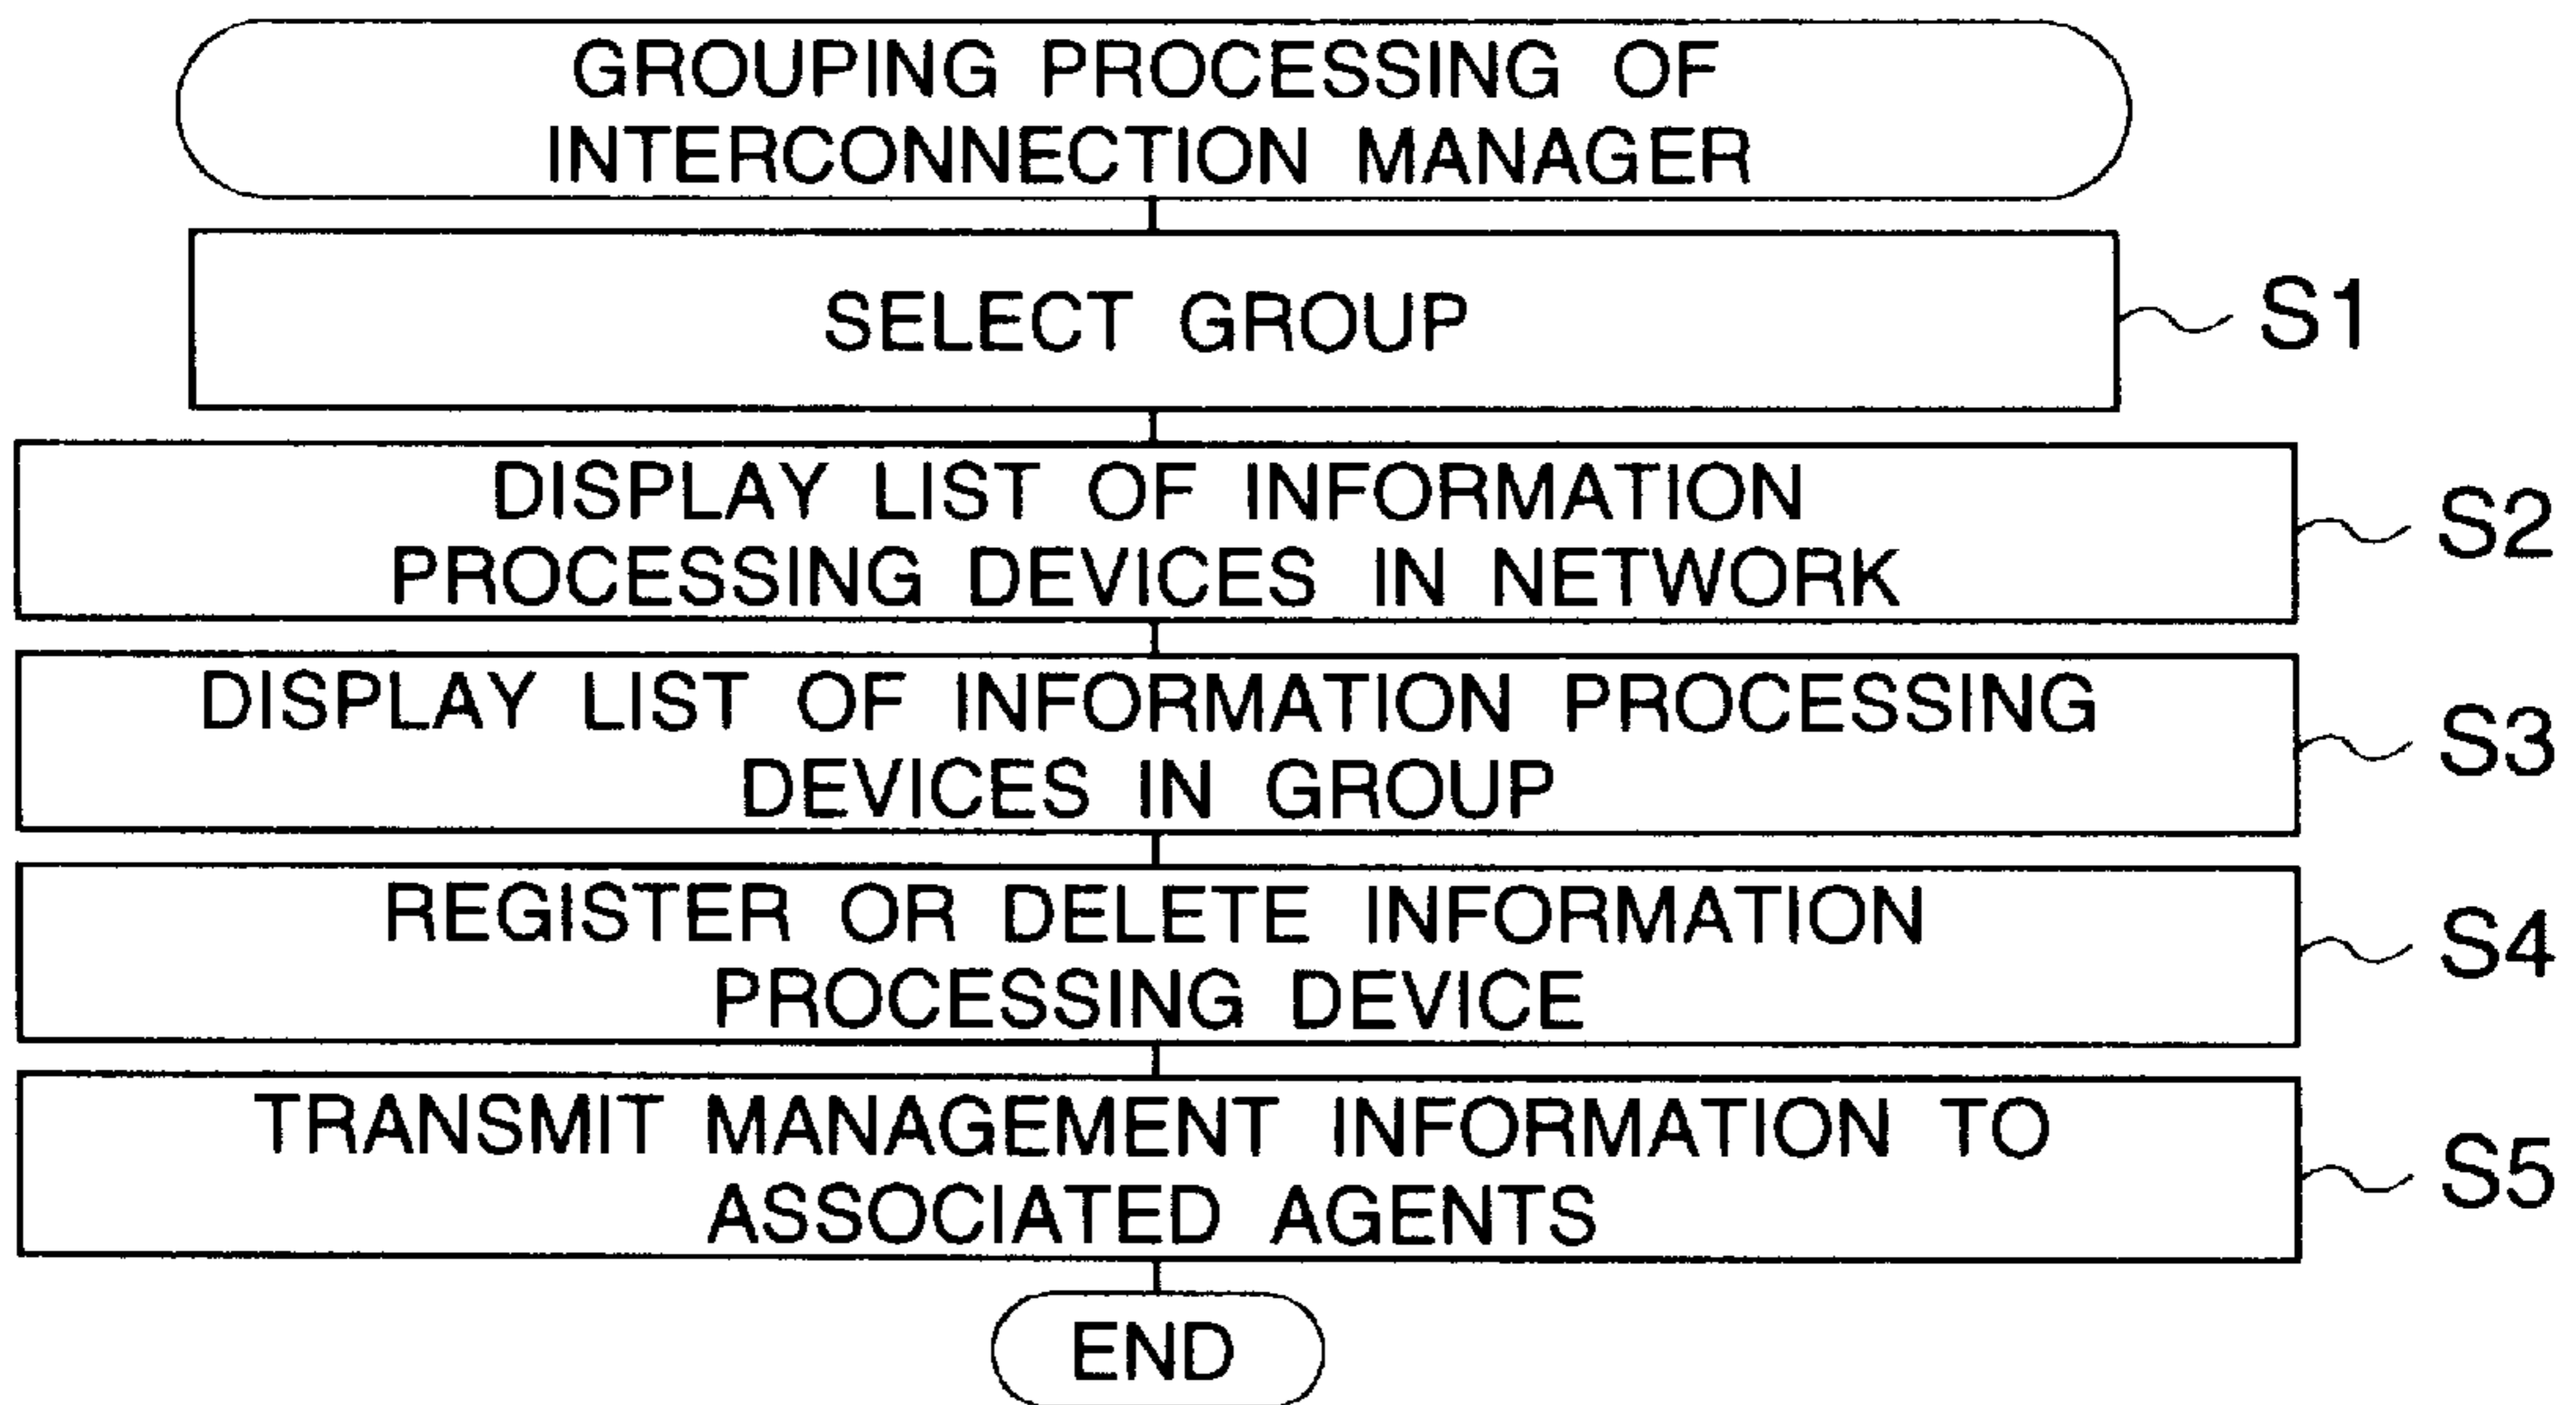 GROUPING PROCESSING OF
INTERCONNECTION MANAGER
SELECT GROUP
S1
DISPLAY LIST OF INFORMATION
PROCESSING DEVICES IN NETWORK
S2
DISPLAY LIST OF INFORMATION PROCESSING
DEVICES IN GROUP
S3
REGISTER OR DELETE INFORMATION
PROCESSING DEVICE
S4
TRANSMIT MANAGEMENT INFORMATION TO
ASSOCIATED AGENTS
S5
END